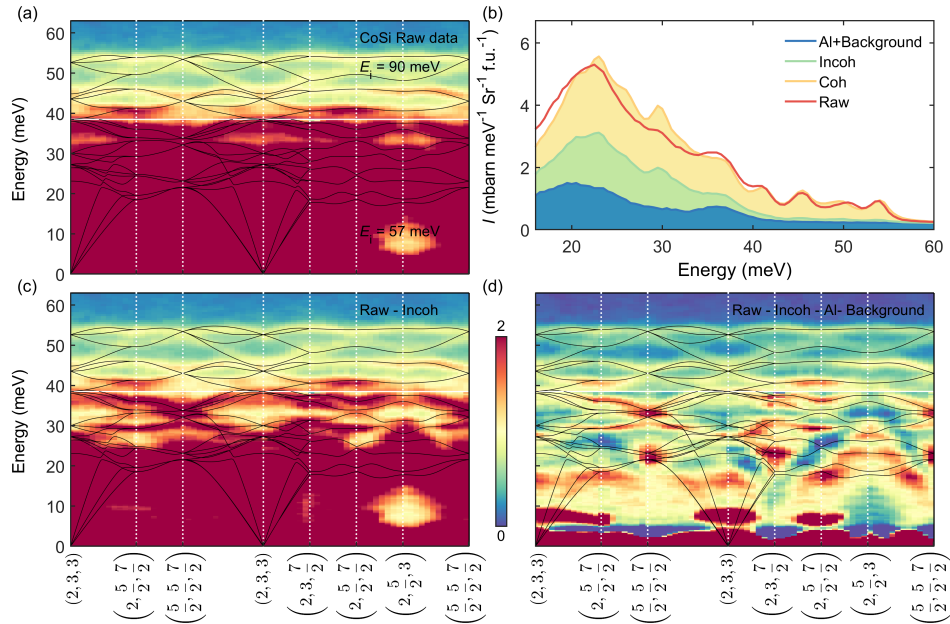 (a)
CoSi Raw data
E_i = 90 meV
E_i = 57 meV
Energy (meV)
60
50
40
30
20
10
0
(b)
Al+Background
Incoh
Coh
Raw
I (mbarn meV⁻¹ Sr⁻¹ f.u.⁻¹)
6
4
2
0
20
30
40
50
60
Energy (meV)
(c)
Raw - Incoh
Energy (meV)
60
50
40
30
20
10
0
(2, 3, 3)
(2, 5/2, 7/2)
(5/2, 5/2, 7/2)
(2, 3, 3)
(2, 3, 7/2)
(2, 5/2, 7/2)
(2, 5/2, 3)
(5/2, 5/2, 7/2)
2
0
(d)
Raw - Incoh - Al- Background
(2, 3, 3)
(2, 5/2, 7/2)
(5/2, 5/2, 7/2)
(2, 3, 3)
(2, 3, 7/2)
(2, 5/2, 7/2)
(2, 5/2, 3)
(5/2, 5/2, 7/2)